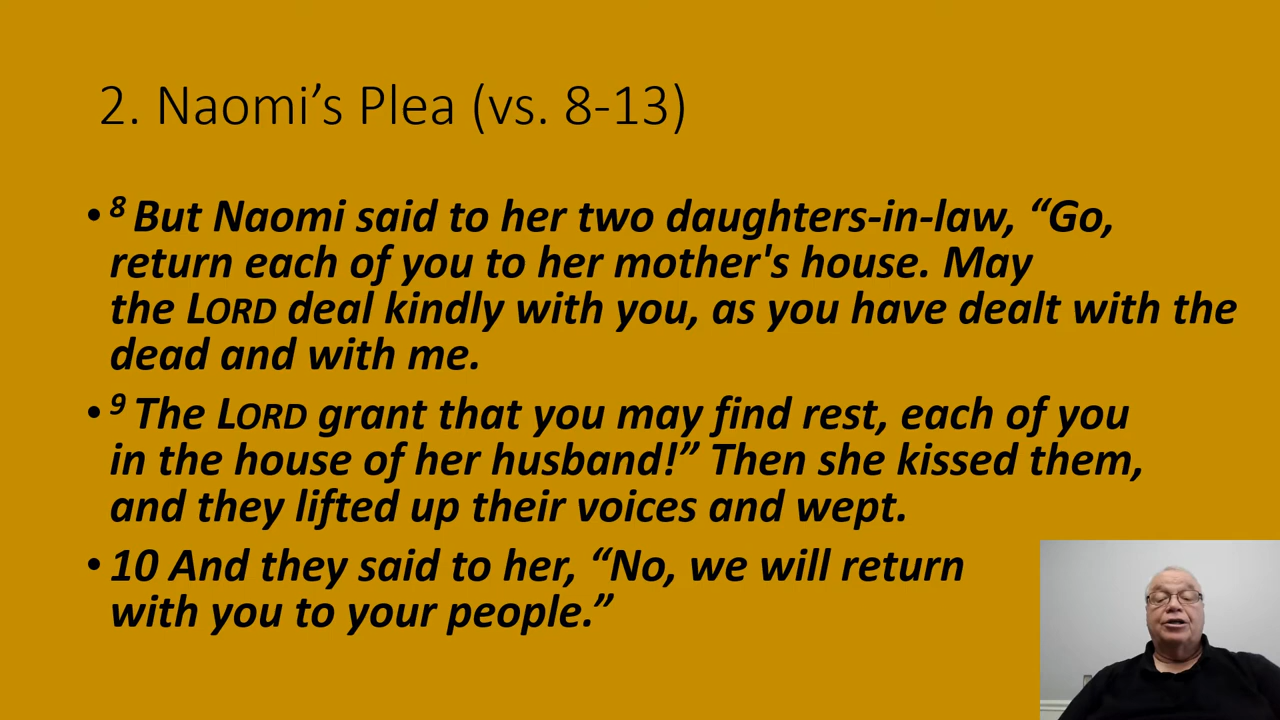 2. Naomi’s Plea (vs. 8-13)
• 8 But Naomi said to her two daughters-in-law, “Go,
return each of you to her mother's house. May
the LORD deal kindly with you, as you have dealt with the
dead and with me.
• 9 The LORD grant that you may find rest, each of you
in the house of her husband!” Then she kissed them,
and they lifted up their voices and wept.
• 10 And they said to her, “No, we will return
with you to your people.”